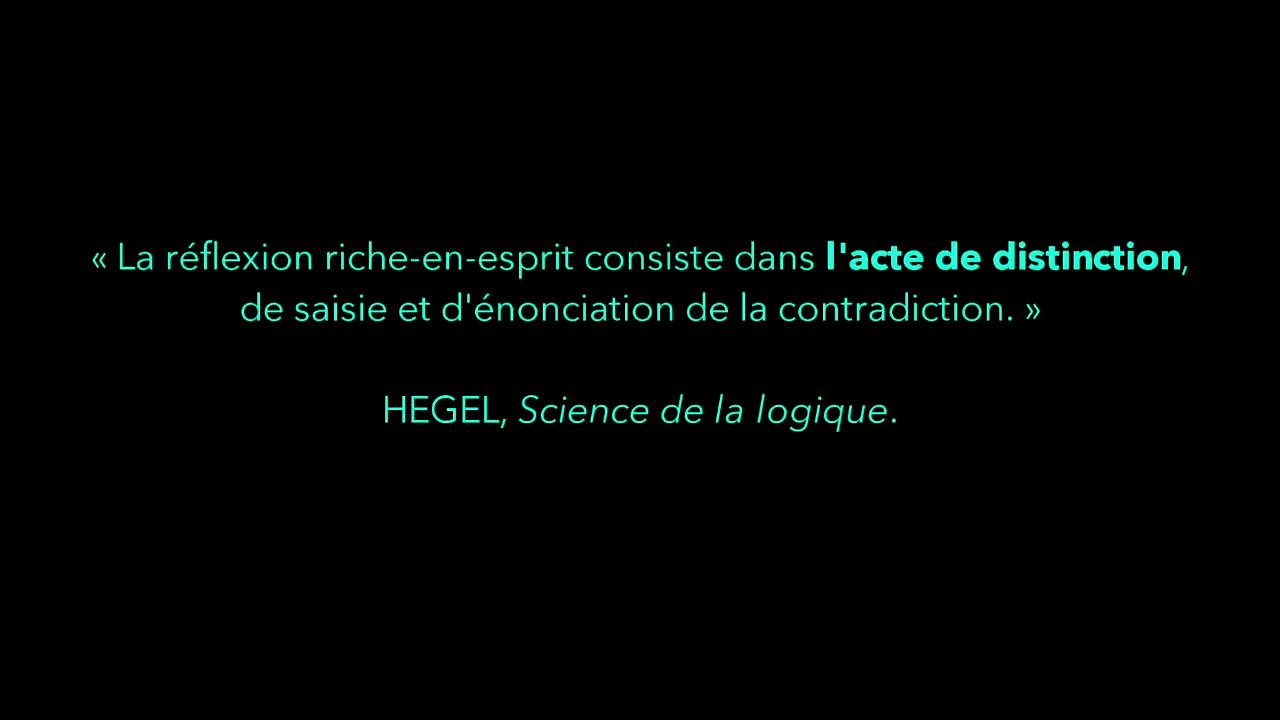 « La réflexion riche-en-esprit consiste dans l'acte de distinction,
de saisie et d'énonciation de la contradiction. »
HEGEL, Science de la logique.